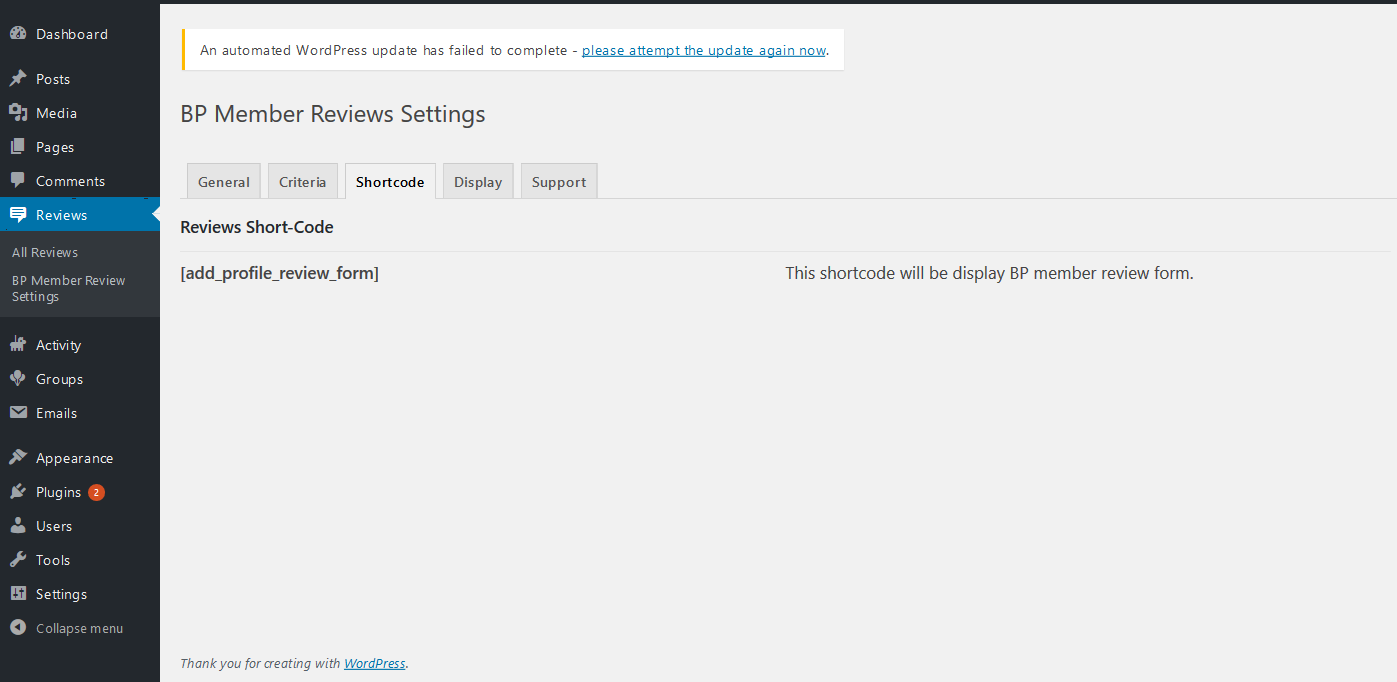 Dashboard
Posts
Media
Pages
Comments
Reviews
All Reviews
BP Member Review
Settings
Activity
Groups
Emails
Appearance
Plugins 2
Users
Tools
Settings
Collapse menu
An automated WordPress update has failed to complete - please attempt the update again now.
BP Member Reviews Settings
General Criteria Shortcode Display Support
Reviews Short-Code
[add_profile_review_form] This shortcode will be display BP member review form.
Thank you for creating with WordPress.